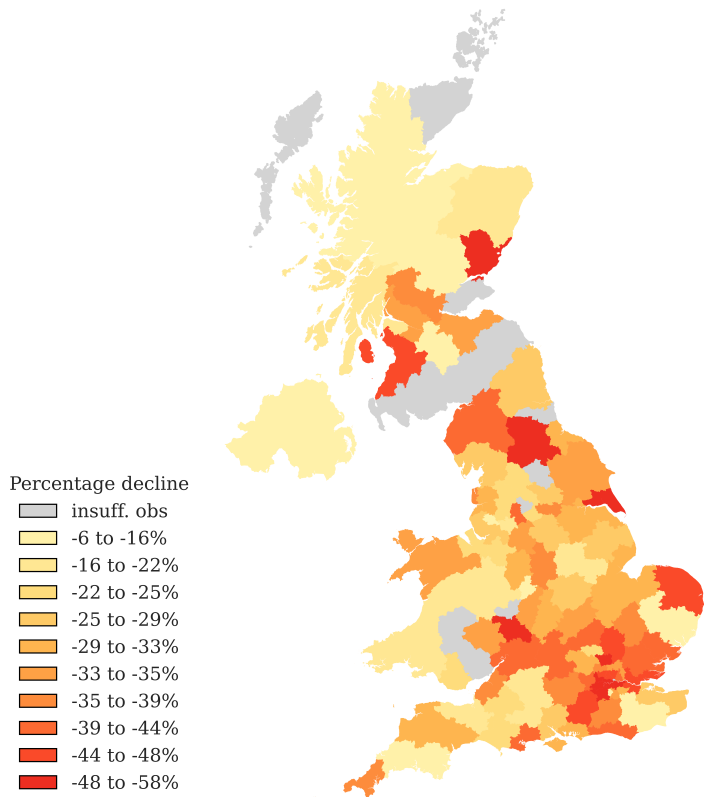 Percentage decline
insuff. obs
-6 to -16%
-16 to -22%
-22 to -25%
-25 to -29%
-29 to -33%
-33 to -35%
-35 to -39%
-39 to -44%
-44 to -48%
-48 to -58%